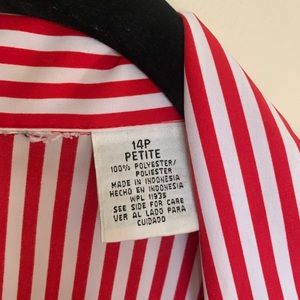 14P
PETITE
100% POLYESTER/
POLIESTER
MADE IN INDONESIA
HECHO EN INDONESIA
WPL 11935
SEE SIDE FOR CARE
VER AL LADO PARA
CUIDADO